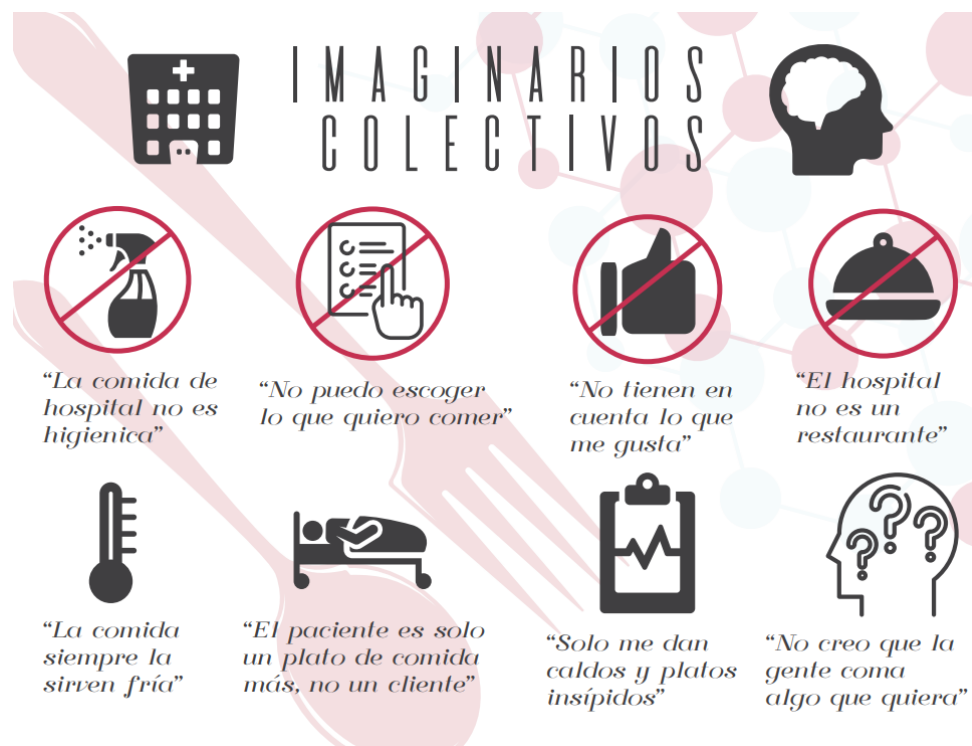 IMAGINARIOS
COLECTIVOS
“La comida de
hospital no es
higienica”
“No puedo escoger
lo que quiero comer”
“No tienen en
cuenta lo que
me gusta”
“El hospital
no es un
restaurante”
“La comida
siempre la
sirven fría”
“El paciente es solo
un plato de comida
más, no un cliente”
“Solo me dan
caldos y platos
insípidos”
“No creo que la
gente coma
algo que quiera”